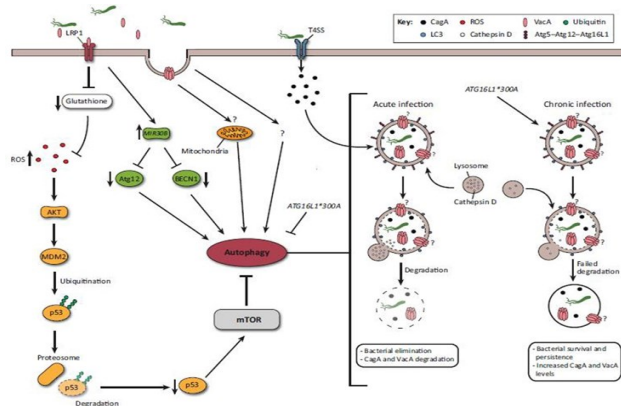 Key:
CagA
ROS
VacA
Ubiquitin
LC3
Cathepsin D
Atg5–Atg12–Atg16L1
LRP1
T4SS
Glutathione
MIR30B
?
?
Mitochondria
ROS
Atg12
BECN1
ATG16L1*300A
AKT
MDM2
Autophagy
Ubiquitination
p53
mTOR
Proteosome
p53
Degradation
p53
Acute infection
?
?
Lysosome
Cathepsin D
?
?
Degradation
- Bacterial elimination
- CagA and VacA degradation
ATG16L1*300A
Chronic infection
?
?
?
?
Failed
degradation
?
- Bacterial survival and
persistence
- Increased CagA and VacA
levels